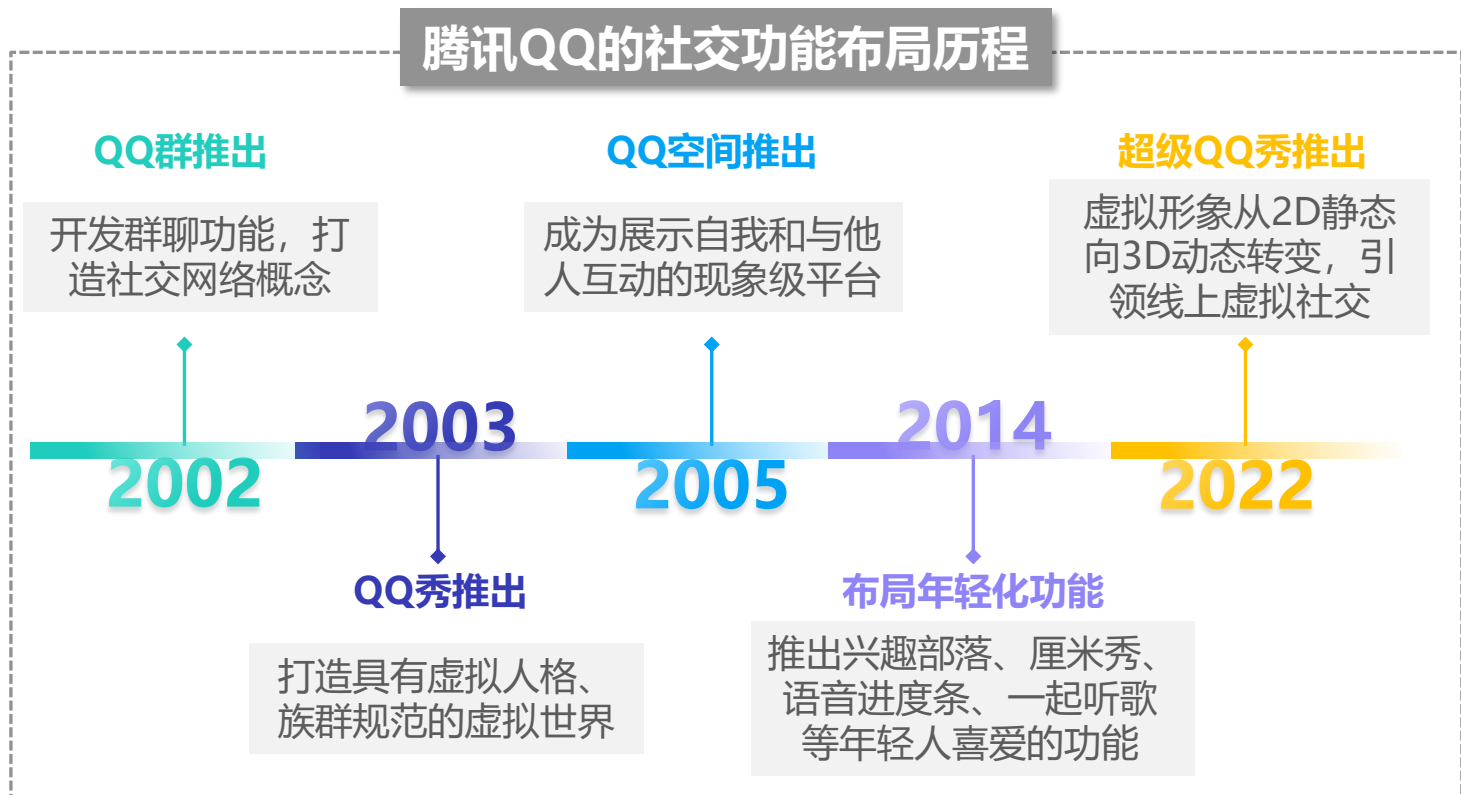 腾讯QQ的社交功能布局历程
QQ群推出
开发群聊功能，打
造社交网络概念
2002
2003
QQ秀推出
打造具有虚拟人格、
族群规范的虚拟世界
QQ空间推出
成为展示自我和与他
人互动的现象级平台
2005
2014
布局年轻化功能
推出兴趣部落、厘米秀、
语音进度条、一起听歌
等年轻人喜爱的功能
超级QQ秀推出
虚拟形象从2D静态
向3D动态转变，引
领线上虚拟社交
2022